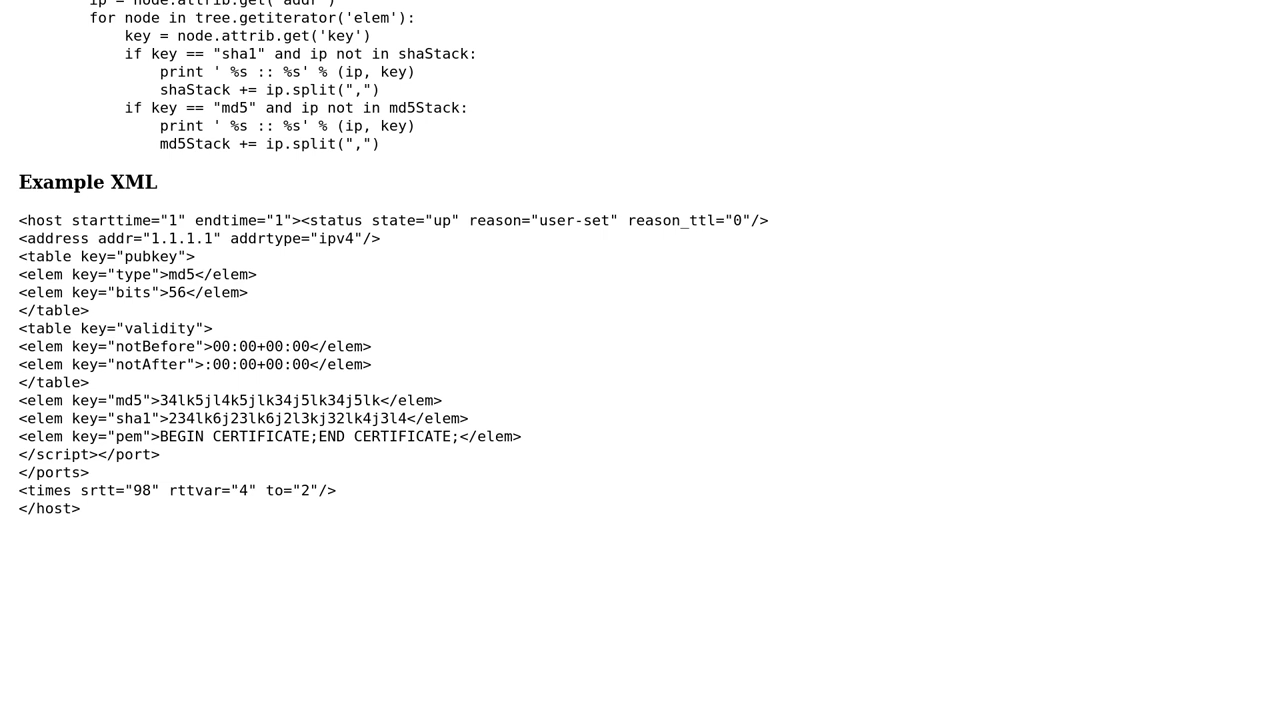 ip = node.attrib.get('addr')
for node in tree.getiterator('elem'):
key = node.attrib.get('key')
if key == "sha1" and ip not in shaStack:
print ' %s :: %s' % (ip, key)
shaStack += ip.split(",")
if key == "md5" and ip not in md5Stack:
print ' %s :: %s' % (ip, key)
md5Stack += ip.split(",")
Example XML
<host starttime="1" endtime="1"><status state="up" reason="user-set" reason_ttl="0"/>
<address addr="1.1.1.1" addrtype="ipv4"/>
<table key="pubkey">
<elem key="type">md5</elem>
<elem key="bits">56</elem>
</table>
<table key="validity">
<elem key="notBefore">00:00+00:00</elem>
<elem key="notAfter">:00:00+00:00</elem>
</table>
<elem key="md5">34lk5jl4k5jlk34j5lk34j5lk</elem>
<elem key="sha1">234lk6j23lk6j2l3kj32lk4j3l4</elem>
<elem key="pem">BEGIN CERTIFICATE;END CERTIFICATE;</elem>
</script></port>
</ports>
<times srtt="98" rttvar="4" to="2"/>
</host>